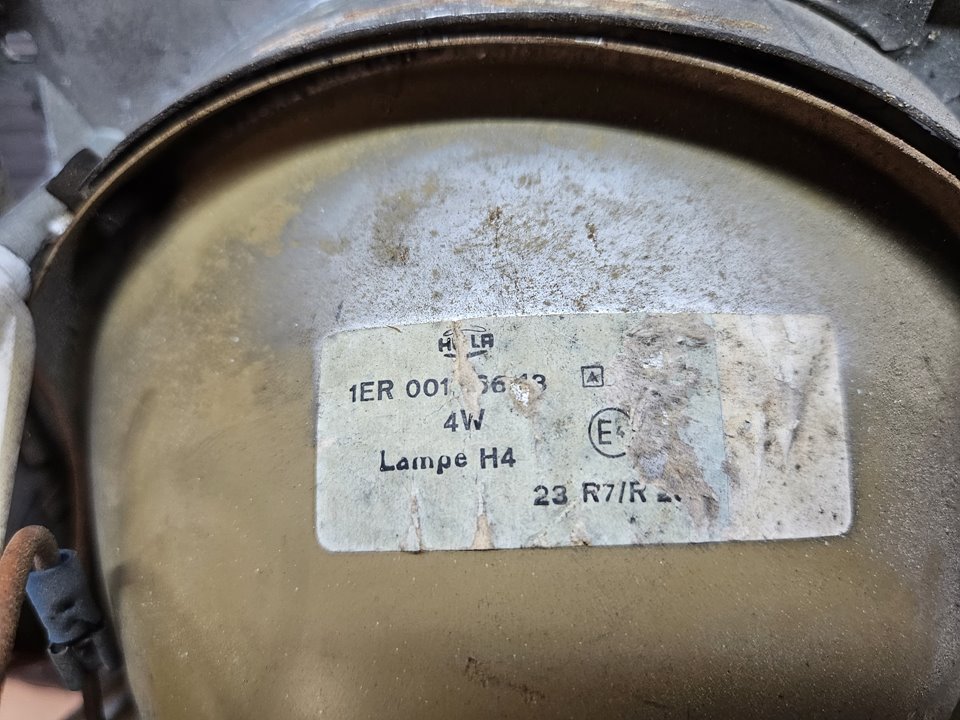 HELLA
1ER 001
4W
Lampe H4
23 R7/R